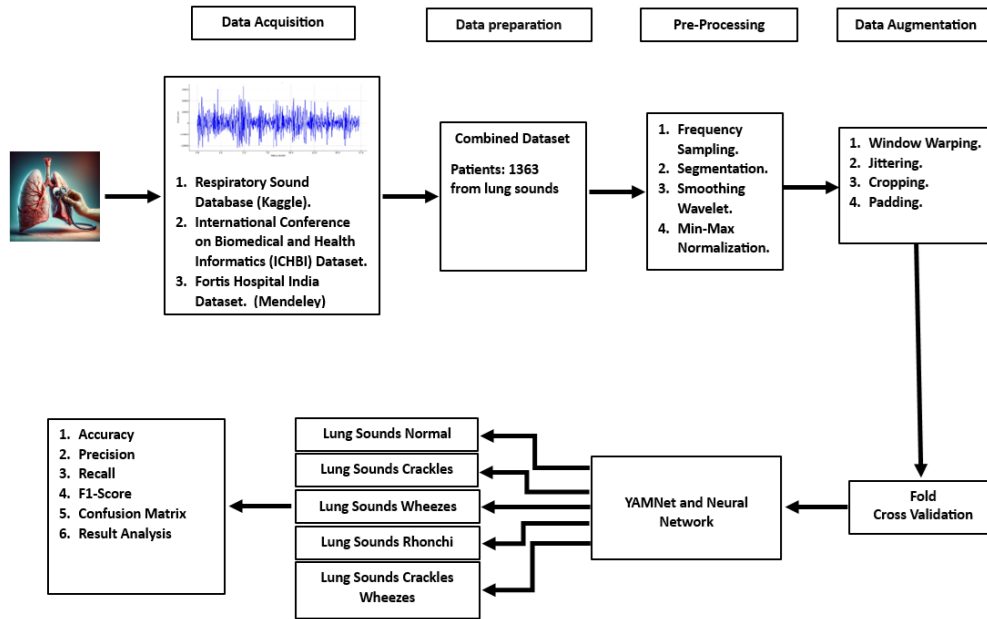 Data Acquisition
Data preparation
Pre-Processing
Data Augmentation
1. Respiratory Sound
Database (Kaggle).
2. International Conference
on Biomedical and Health
Informatics (ICHBI) Dataset.
3. Fortis Hospital India
Dataset. (Mendeley)
Combined Dataset
Patients: 1363
from lung sounds
1. Frequency
Sampling.
2. Segmentation.
3. Smoothing
Wavelet.
4. Min-Max
Normalization.
1. Window Warping.
2. Jittering.
3. Cropping.
4. Padding.
Fold
Cross Validation
YAMNet and Neural
Network
Lung Sounds Normal
Lung Sounds Crackles
Lung Sounds Wheezes
Lung Sounds Rhonchi
Lung Sounds Crackles
Wheezes
1. Accuracy
2. Precision
3. Recall
4. F1-Score
5. Confusion Matrix
6. Result Analysis